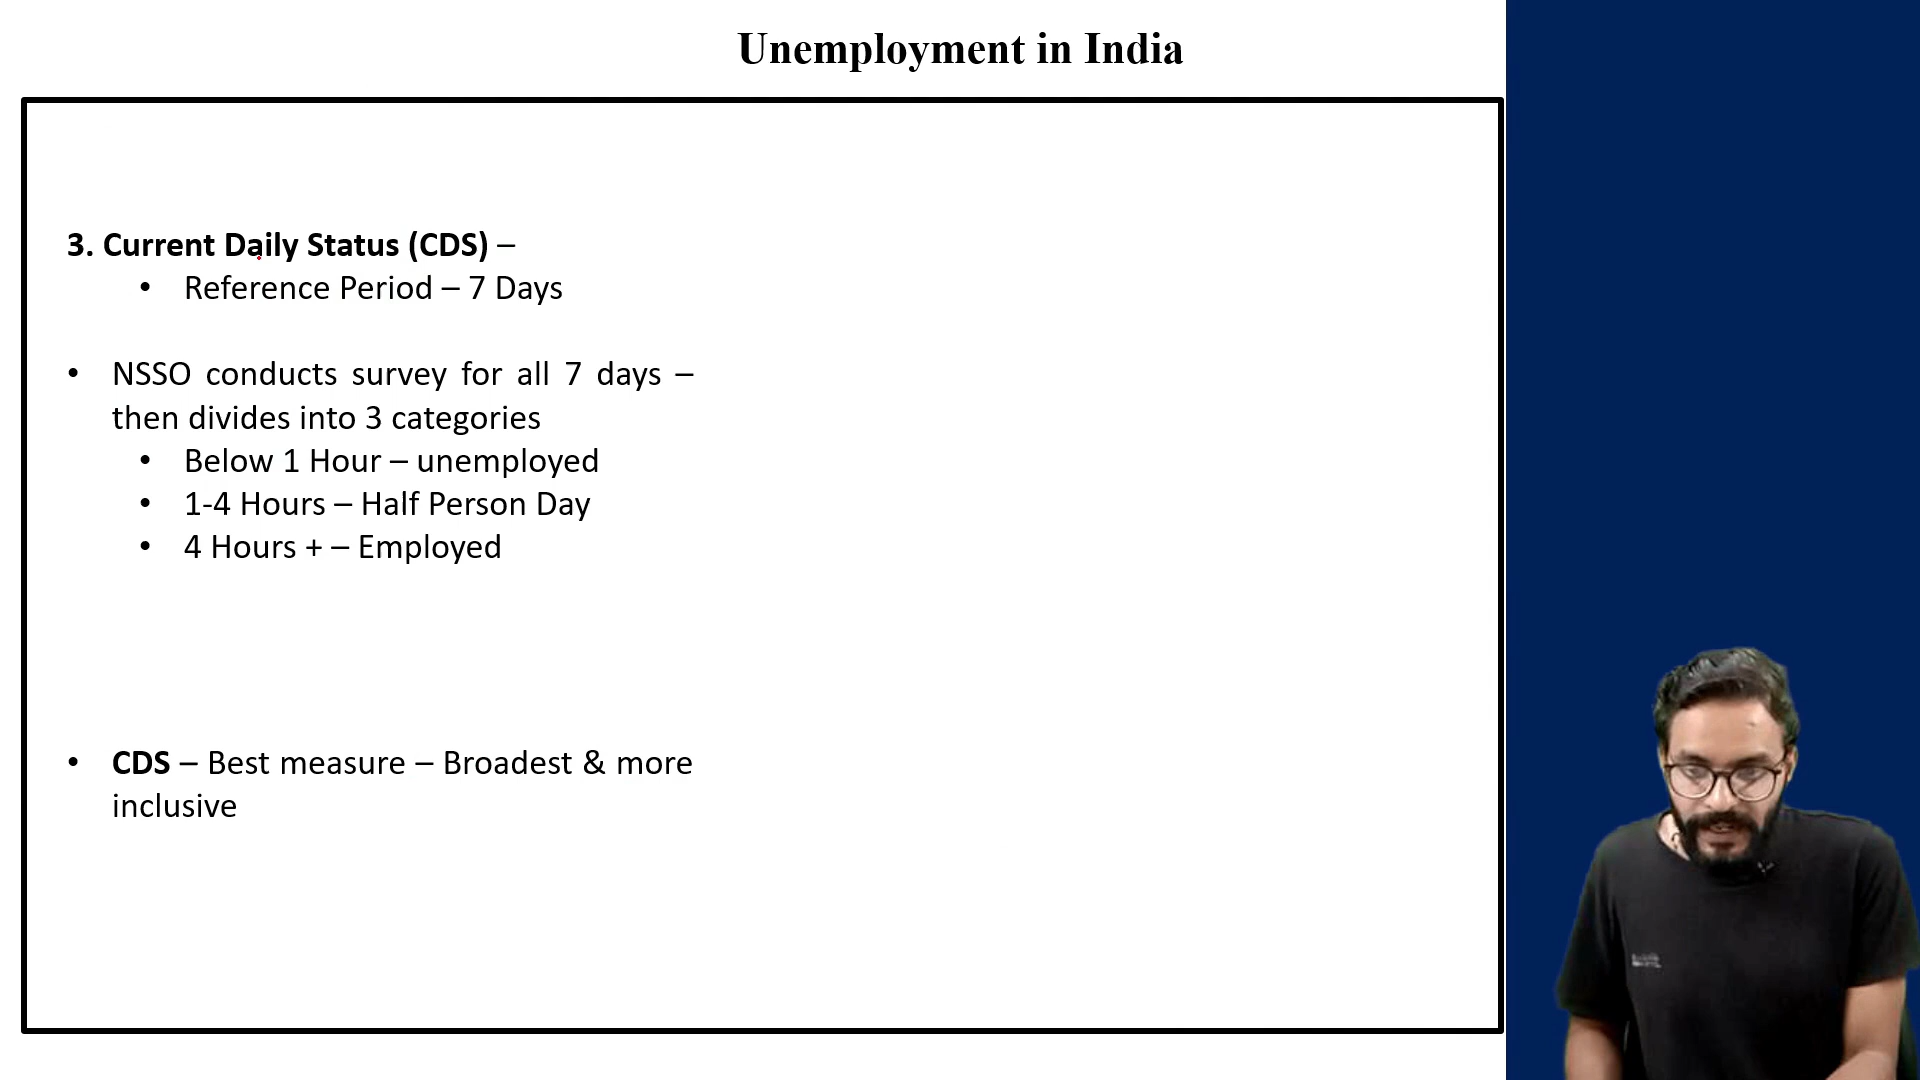 Unemployment in India
3. Current Daily Status (CDS) –
• Reference Period – 7 Days
• NSSO conducts survey for all 7 days –
then divides into 3 categories
• Below 1 Hour – unemployed
• 1-4 Hours – Half Person Day
• 4 Hours + – Employed
• CDS – Best measure – Broadest & more
inclusive